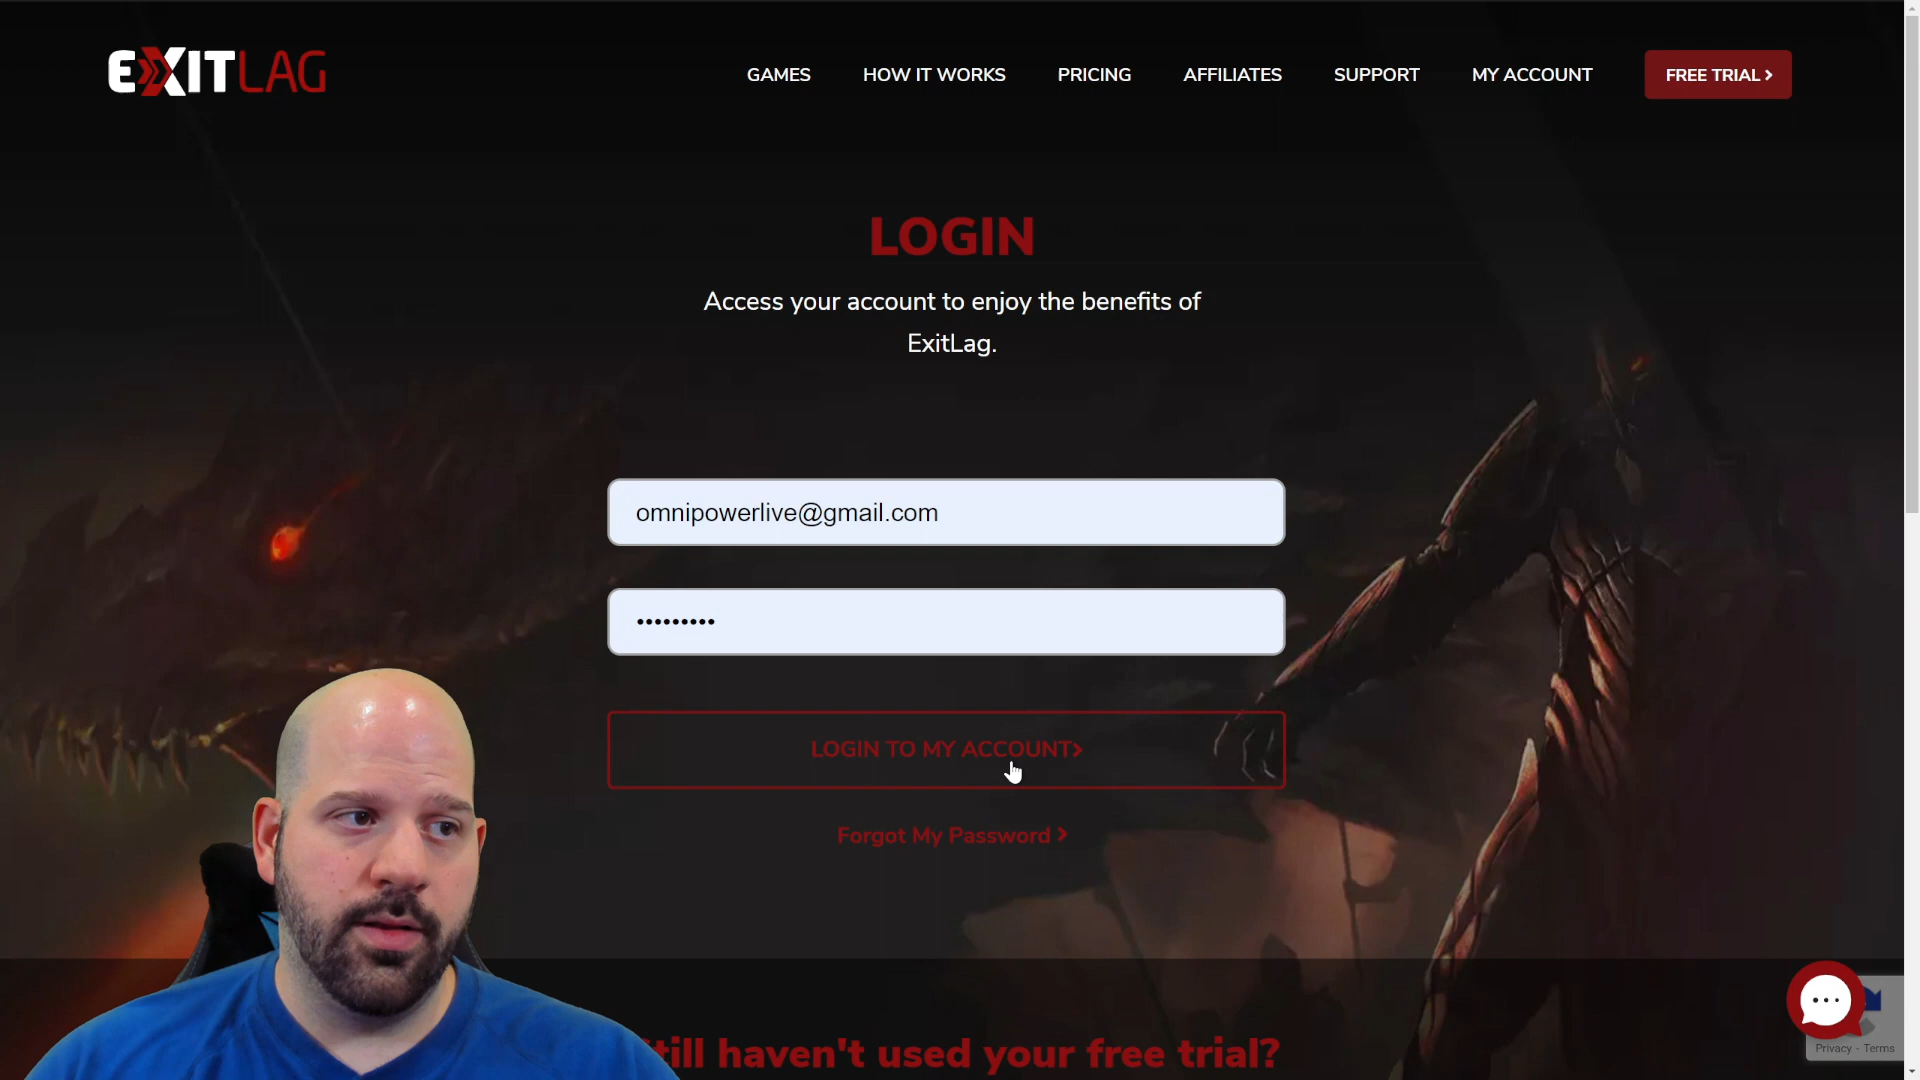 EXITLAG
GAMES
HOW IT WORKS
PRICING
AFFILIATES
SUPPORT
MY ACCOUNT
FREE TRIAL
LOGIN
Access your account to enjoy the benefits of
ExitLag.
omnipowerlive@gmail.com
•••••••••
LOGIN TO MY ACCOUNT
Forgot My Password
till haven't used your free trial?
Privacy - Terms